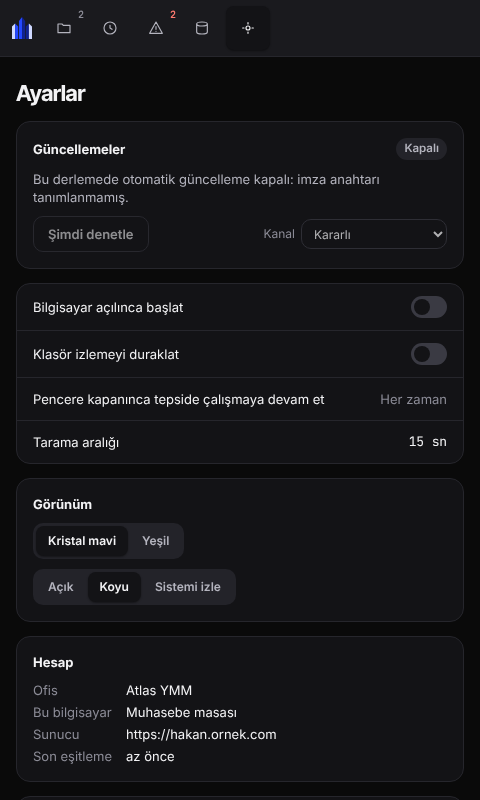 2
2
Ayarlar
Güncellemeler
Kapalı
Bu derlemede otomatik güncelleme kapalı: imza anahtarı
tanımlanmamış.
Şimdi denetle
Kanal
Kararlı
Bilgisayar açılınca başlat
Klasör izlemeyi duraklat
Pencere kapanınca tepside çalışmaya devam et
Her zaman
Tarama aralığı
15 sn
Görünüm
Kristal mavi
Yeşil
Açık
Koyu
Sistemi izle
Hesap
Ofis
Atlas YMM
Bu bilgisayar
Muhasebe masası
Sunucu
https://hakan.ornek.com
Son eşitleme
az önce